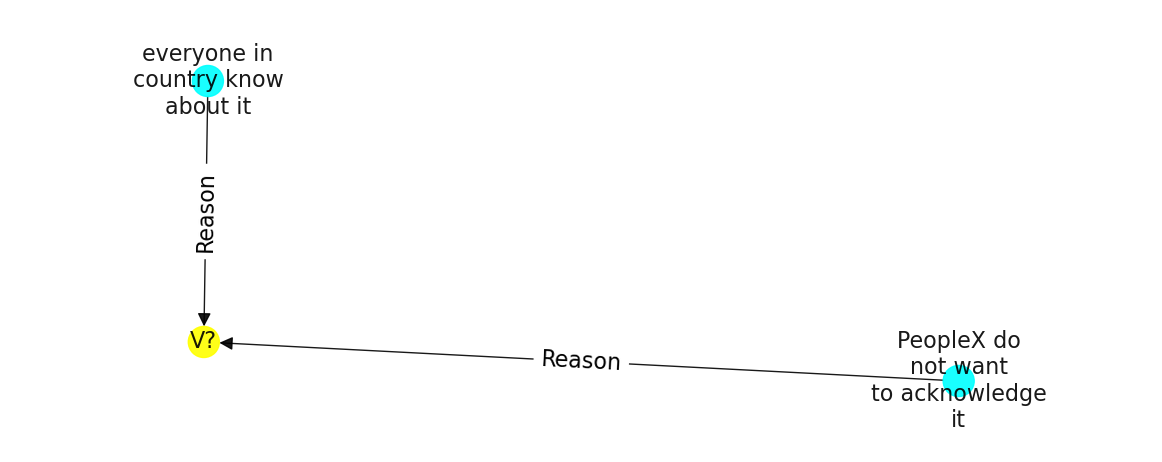 everyone in
country know
about it
Reason
V?
Reason
PeopleX do
not want
to acknowledge
it